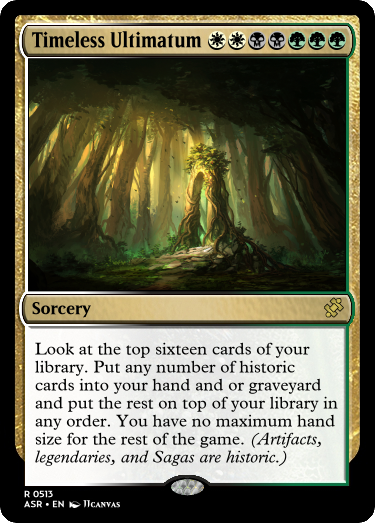 Timeless Ultimatum
Sorcery
Look at the top sixteen cards of your
library. Put any number of historic
cards into your hand and or graveyard
and put the rest on top of your library in
any order. You have no maximum hand
size for the rest of the game. (Artifacts,
legendaries, and Sagas are historic.)
R 0513
ASR • EN 11CANVAS